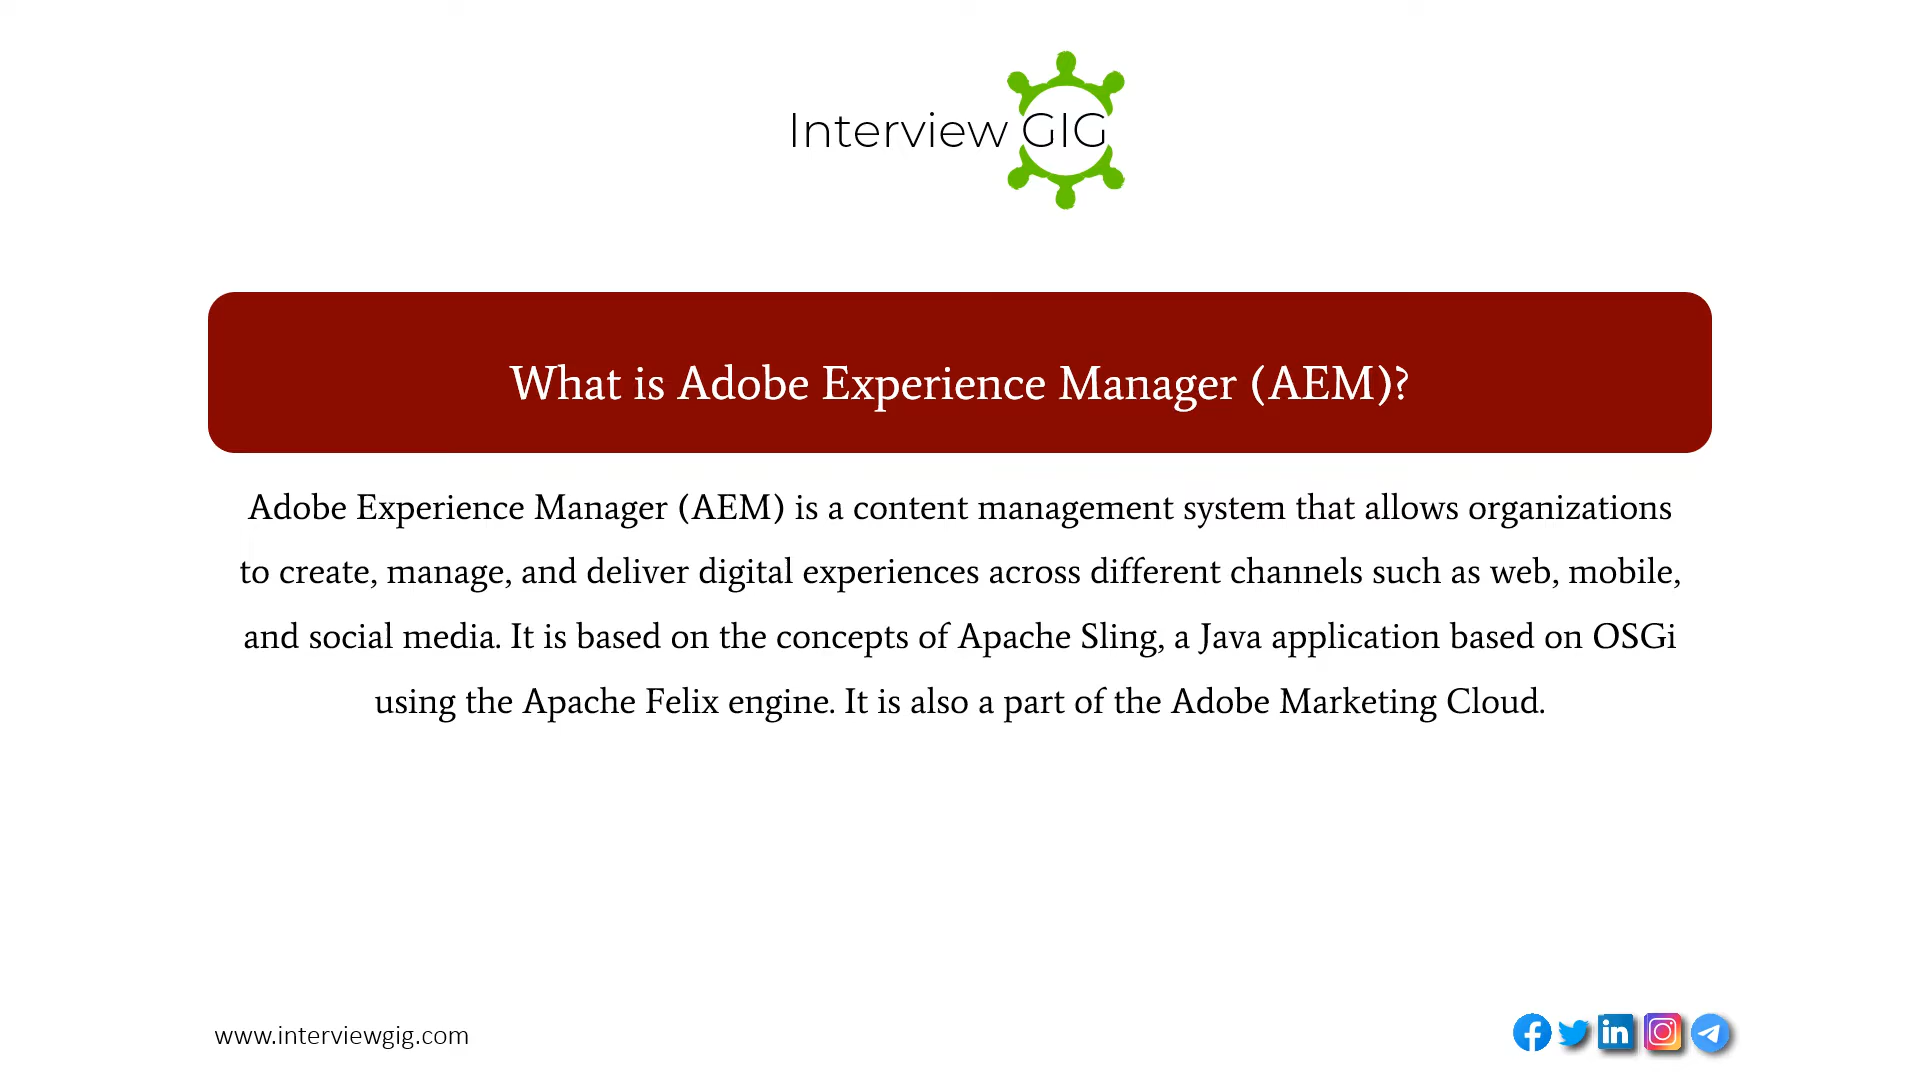 Interview GIG
What is Adobe Experience Manager (AEM)?
Adobe Experience Manager (AEM) is a content management system that allows organizations
to create, manage, and deliver digital experiences across different channels such as web, mobile,
and social media. It is based on the concepts of Apache Sling, a Java application based on OSGi
using the Apache Felix engine. It is also a part of the Adobe Marketing Cloud.
www.interviewgig.com